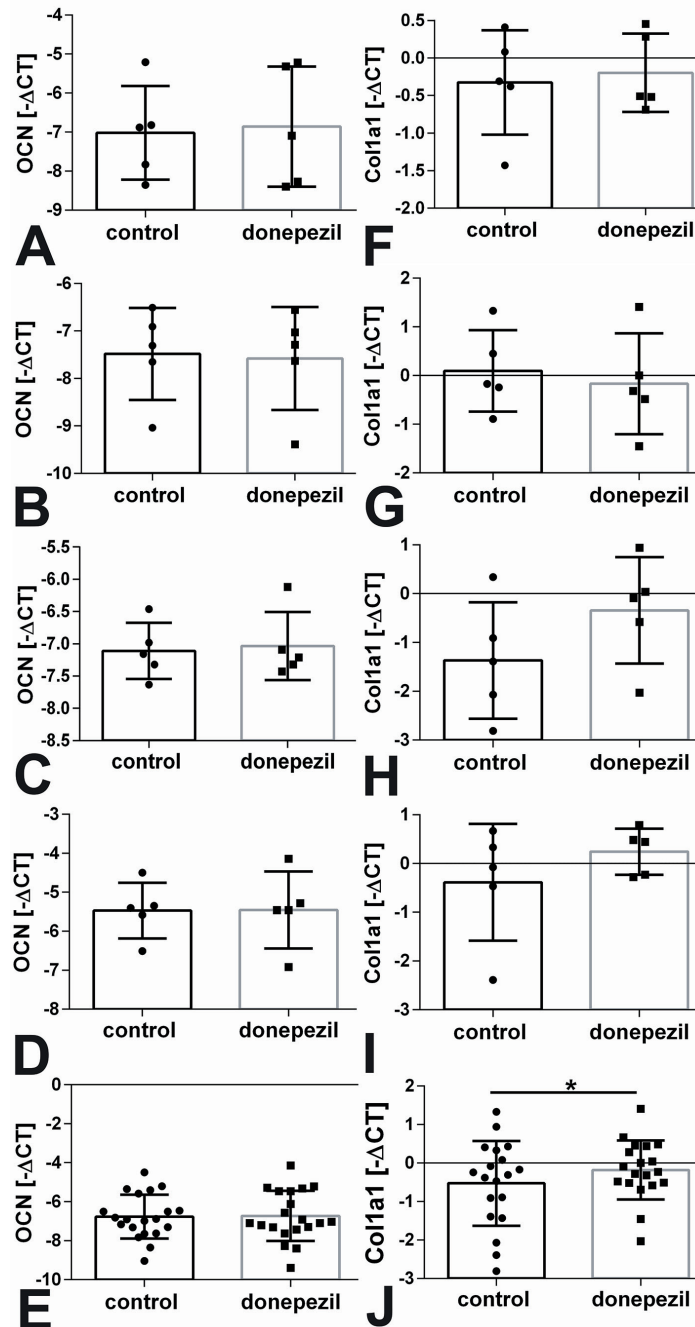 -4
-5
-6
-7
-8
-9
OCN [-ΔCT]
control donepezil
A
0.5
0.0
-0.5
-1.0
-1.5
-2.0
Col1a1 [-ΔCT]
control donepezil
F
-6
-7
-8
-9
-10
OCN [-ΔCT]
control donepezil
B
2
1
0
-1
-2
Col1a1 [-ΔCT]
control donepezil
G
-5.5
-6.0
-6.5
-7.0
-7.5
-8.0
-8.5
OCN [-ΔCT]
control donepezil
C
1
0
-1
-2
-3
Col1a1 [-ΔCT]
control donepezil
H
-3
-4
-5
-6
-7
-8
OCN [-ΔCT]
control donepezil
D
1
0
-1
-2
-3
Col1a1 [-ΔCT]
control donepezil
I
0
-2
-4
-6
-8
-10
OCN [-ΔCT]
control donepezil
E
2
1
0
-1
-2
-3
Col1a1 [-ΔCT]
*
control donepezil
J